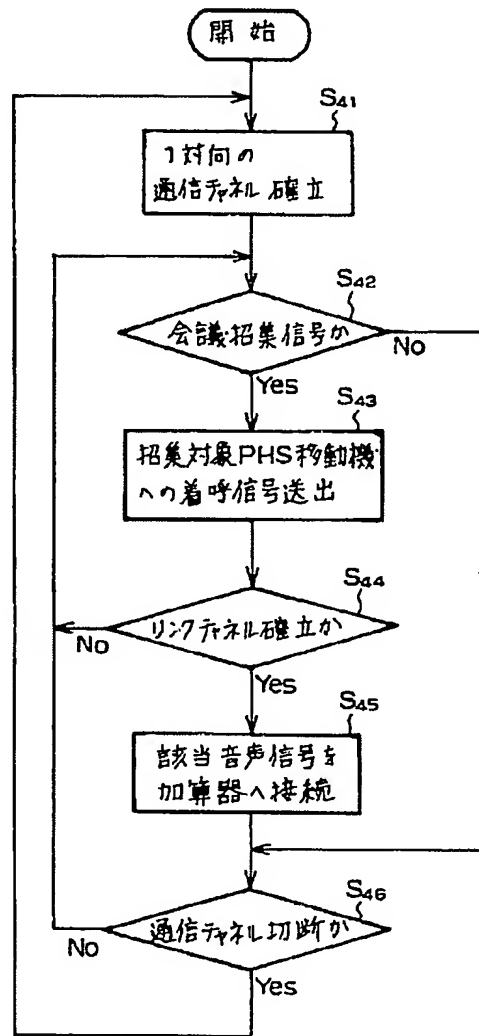 開始
S41
1対向の
通信チャネル確立
S42
会議招集信号か
No
Yes
S43
招集対象PHS移動機
への着呼信号送出
S44
リンクチャネル確立か
No
Yes
S45
該当音声信号を
加算器へ接続
S46
通信チャネル切断か
No
Yes